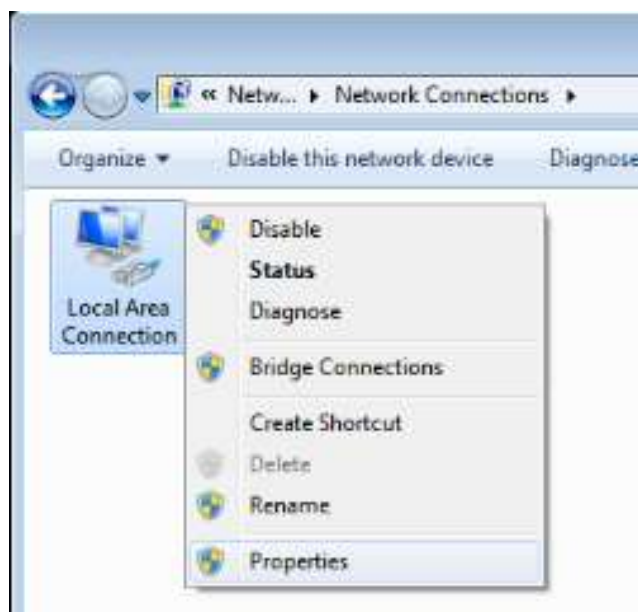 « Netw... ▸ Network Connections ▸
Organize ▾ Disable this network device Diagnose
Local Area
Connection
Disable
Status
Diagnose
Bridge Connections
Create Shortcut
Delete
Rename
Properties